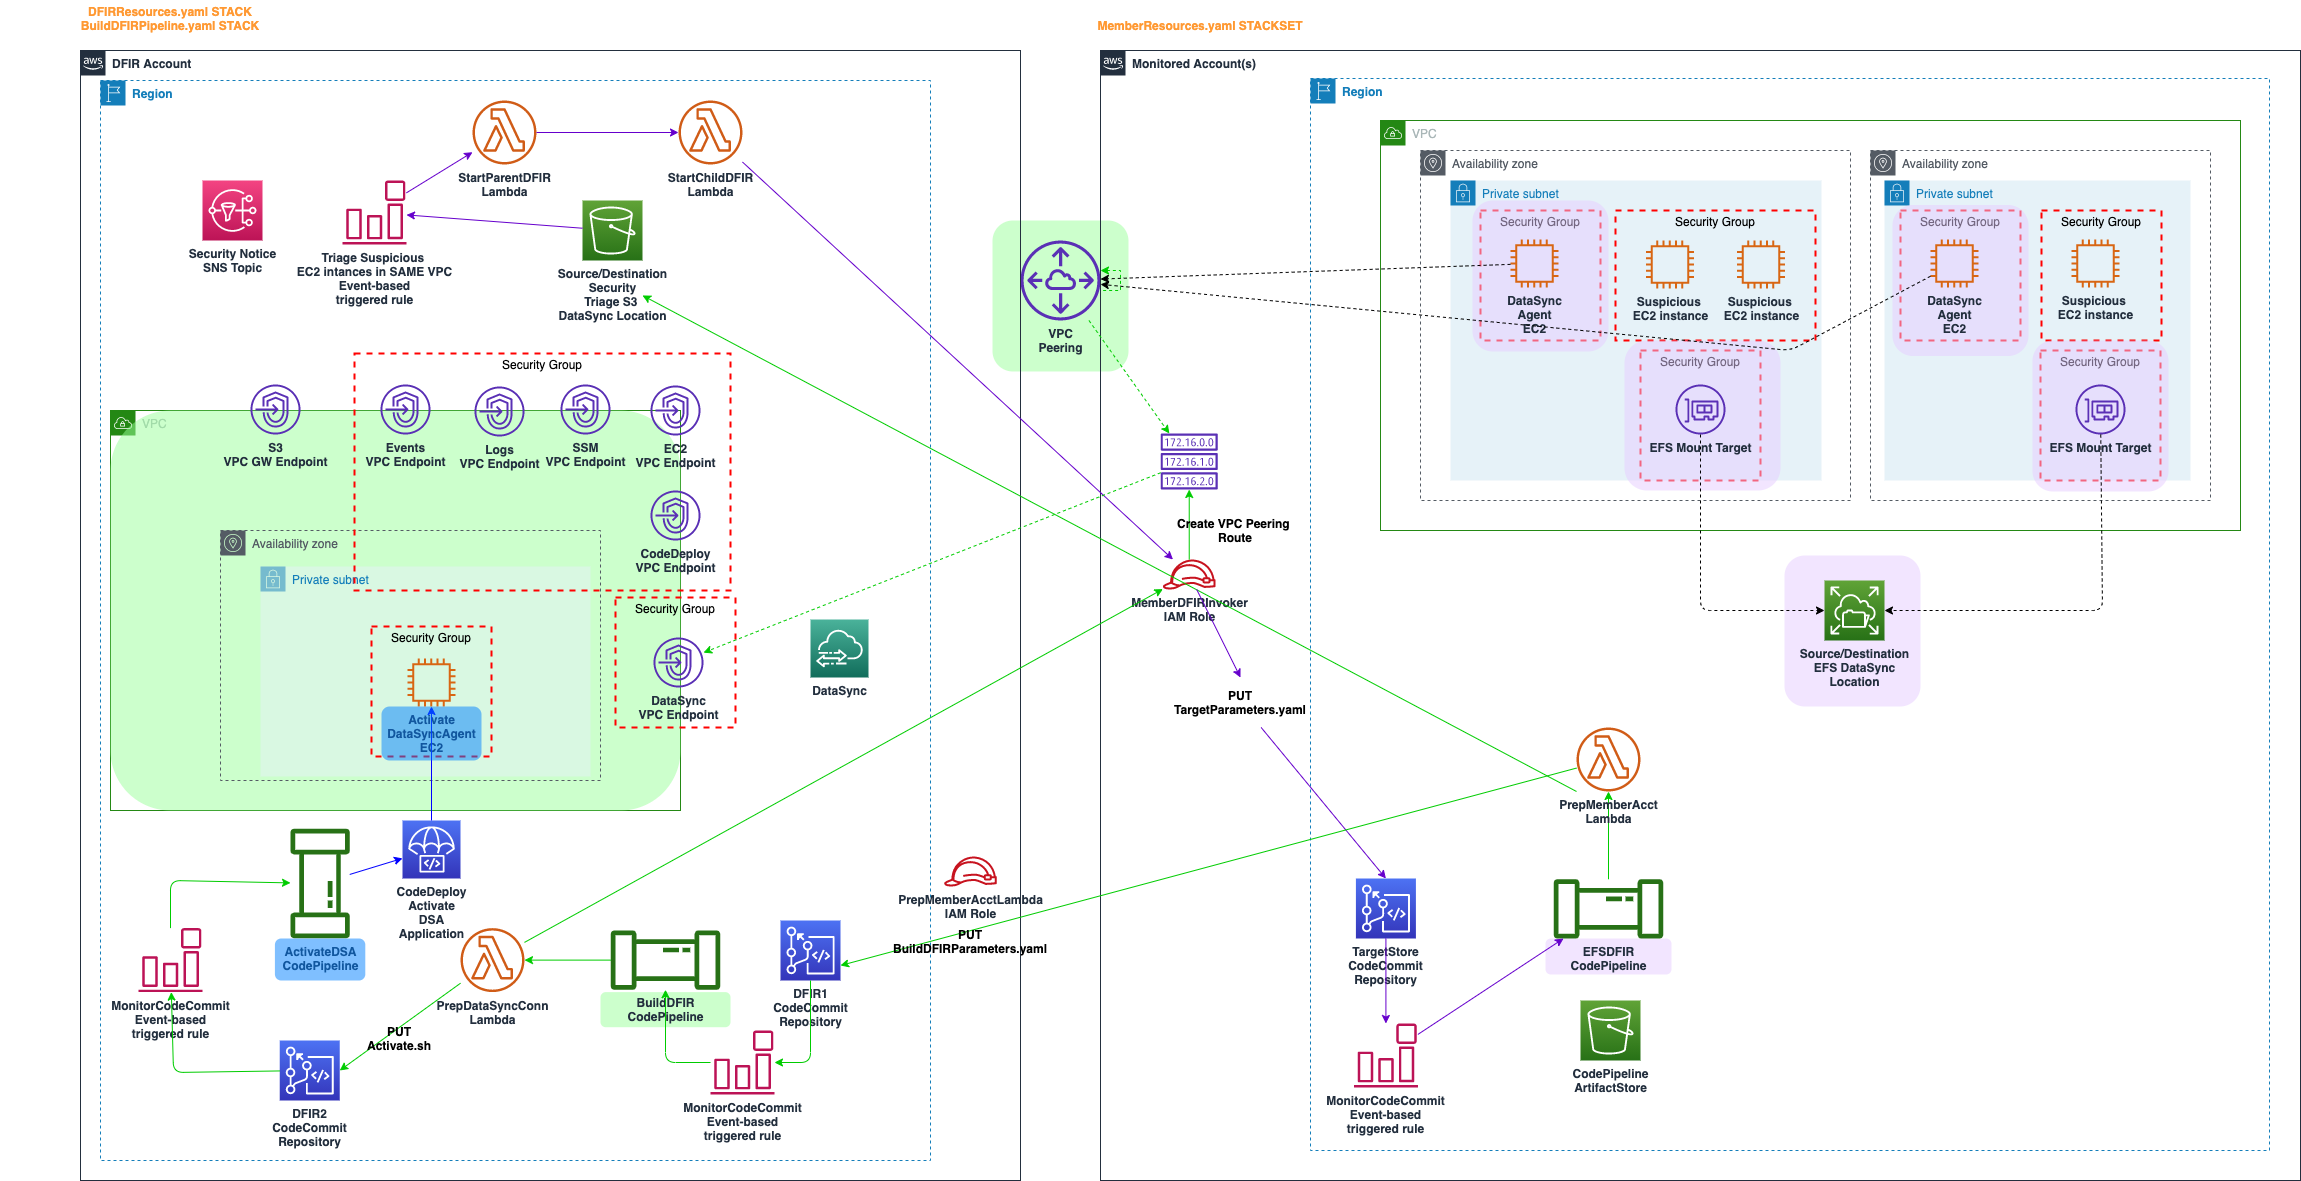 DFIRResources.yaml STACK
BuildDFIRPipeline.yaml STACK
MemberResources.yaml STACKSET
aws
DFIR Account
Region
StartParentDFIR
Lambda
StartChildDFIR
Lambda
Security Notice
SNS Topic
Triage Suspicious
EC2 intances in SAME VPC
Event-based
triggered rule
Source/Destination
Security
Triage S3
DataSync Location
Security Group
VPC
S3
VPC GW Endpoint
Events
VPC Endpoint
Logs
VPC Endpoint
SSM
VPC Endpoint
EC2
VPC Endpoint
CodeDeploy
VPC Endpoint
Availability zone
Private subnet
Security Group
DataSync
VPC Endpoint
Security Group
Activate
DataSyncAgent
EC2
DataSync
CodeDeploy
Activate
DSA
Application
ActivateDSA
CodePipeline
MonitorCodeCommit
Event-based
triggered rule
PrepDataSyncConn
Lambda
PUT
Activate.sh
DFIR2
CodeCommit
Repository
BuildDFIR
CodePipeline
DFIR1
CodeCommit
Repository
MonitorCodeCommit
Event-based
triggered rule
PrepMemberAcctLambda
IAM Role
PUT
BuildDFIRParameters.yaml
VPC
Peering
aws
Monitored Account(s)
172.16.0.0
172.16.1.0
172.16.2.0
Create VPC Peering
Route
MemberDFIRInvoker
IAM Role
PUT
TargetParameters.yaml
Region
VPC
Availability zone
Private subnet
Security Group
DataSync
Agent
EC2
Security Group
Suspicious
EC2 instance
Suspicious
EC2 instance
Security Group
EFS Mount Target
Availability zone
Private subnet
Security Group
DataSync
Agent
EC2
Security Group
Suspicious
EC2 instance
Security Group
EFS Mount Target
Source/Destination
EFS DataSync
Location
PrepMemberAcct
Lambda
TargetStore
CodeCommit
Repository
EFSDFIR
CodePipeline
CodePipeline
ArtifactStore
MonitorCodeCommit
Event-based
triggered rule